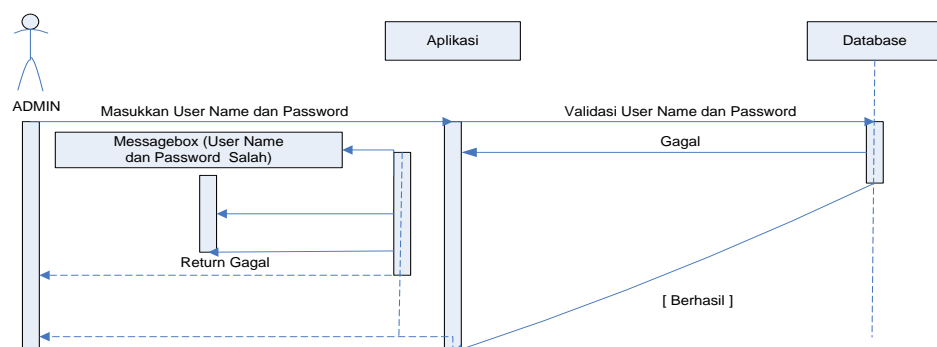 Aplikasi
Database
ADMIN
Masukkan User Name dan Password
Validasi User Name dan Password
Messagebox (User Name
dan Password Salah)
Gagal
Return Gagal
[ Berhasil ]